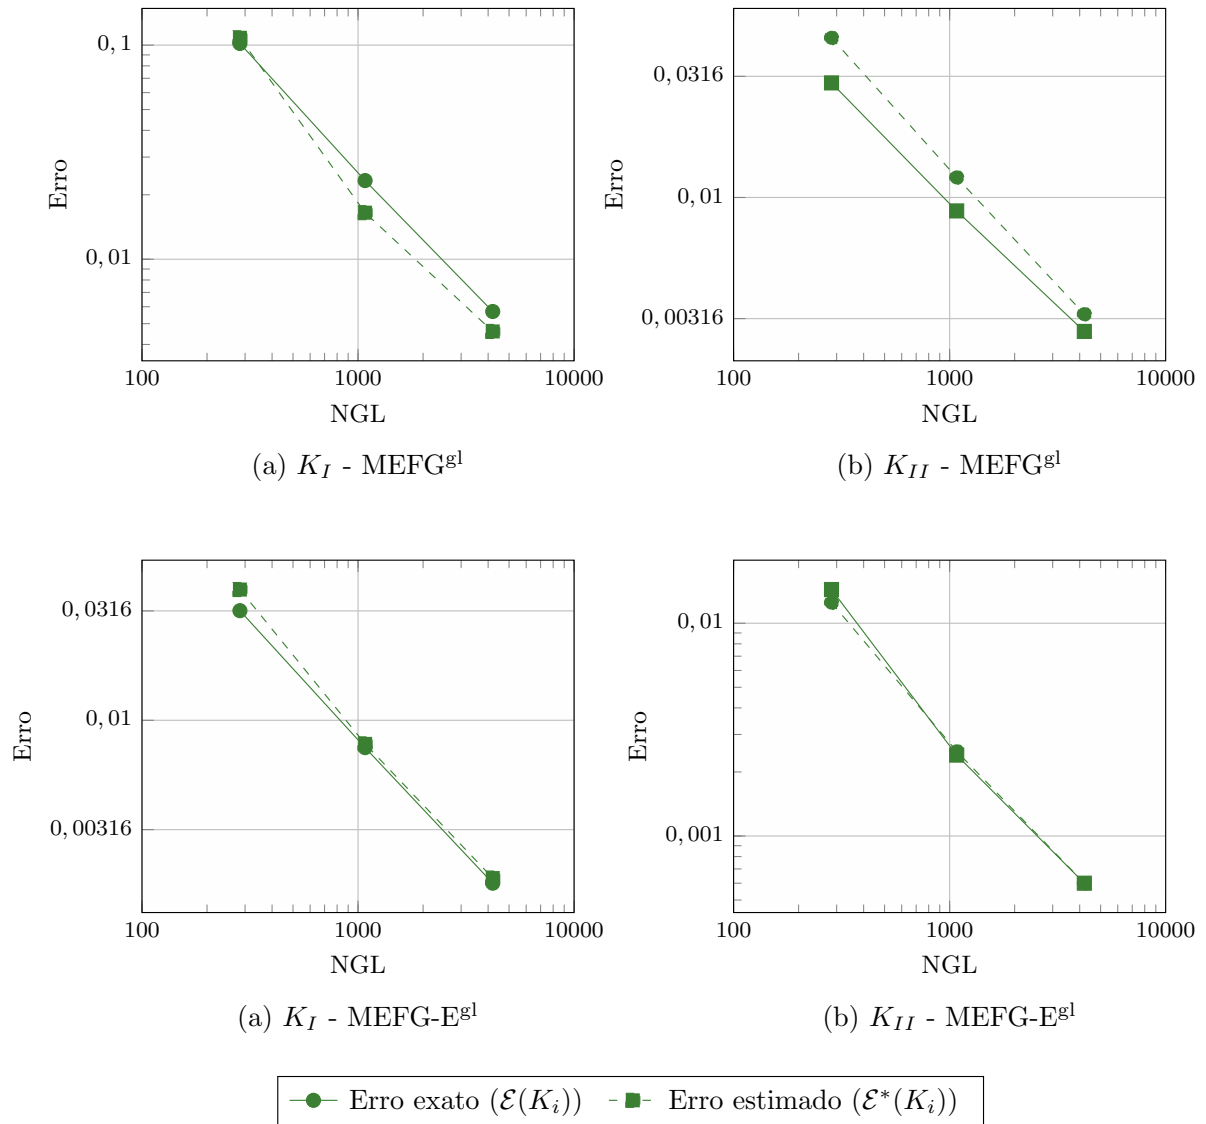 0,1
0,01
Erro
100 1000 10000
NGL
(a) K_I - MEFG^gl
0,0316
0,01
0,00316
Erro
100 1000 10000
NGL
(b) K_II - MEFG^gl
0,0316
0,01
0,00316
Erro
100 1000 10000
NGL
(a) K_I - MEFG-E^gl
0,01
0,001
Erro
100 1000 10000
NGL
(b) K_II - MEFG-E^gl
Erro exato (ℰ(K_i)) Erro estimado (ℰ*(K_i))